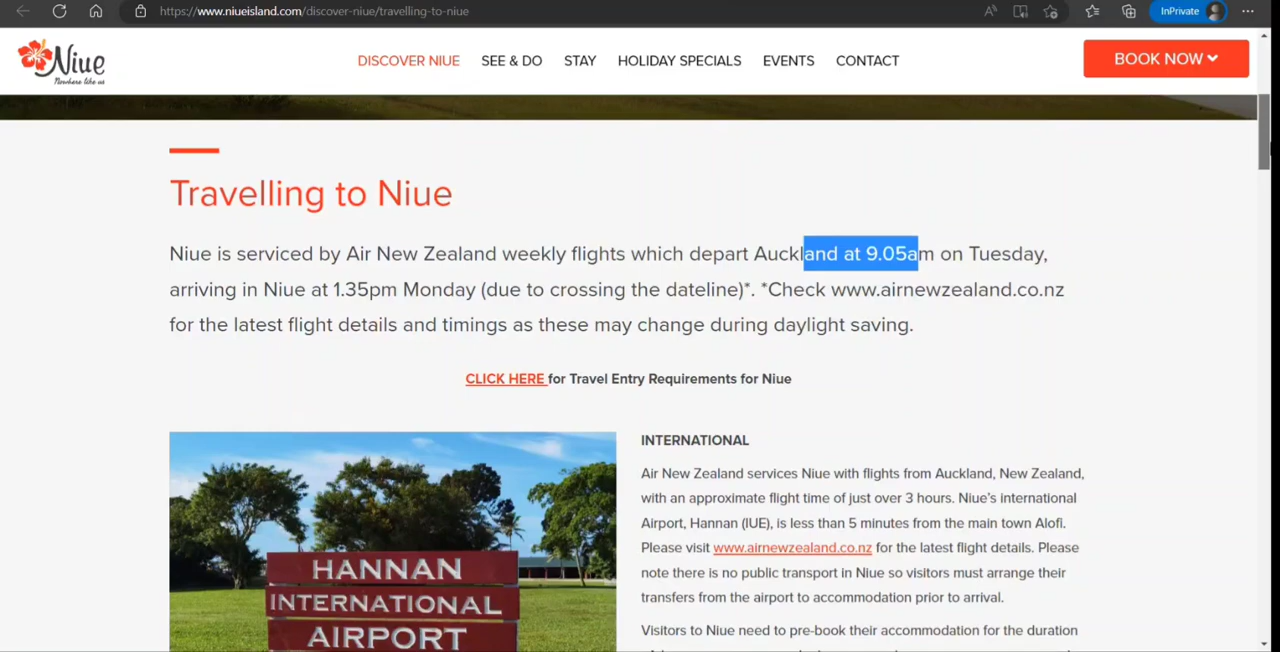 https://www.niueisland.com/discover-niue/travelling-to-niue
InPrivate
Niue
Nowhere like us
DISCOVER NIUE SEE & DO STAY HOLIDAY SPECIALS EVENTS CONTACT
BOOK NOW
Travelling to Niue
Niue is serviced by Air New Zealand weekly flights which depart Auckland at 9.05am on Tuesday,
arriving in Niue at 1.35pm Monday (due to crossing the dateline)*. *Check www.airnewzealand.co.nz
for the latest flight details and timings as these may change during daylight saving.
CLICK HERE for Travel Entry Requirements for Niue
HANNAN
INTERNATIONAL
AIRPORT
INTERNATIONAL
Air New Zealand services Niue with flights from Auckland, New Zealand,
with an approximate flight time of just over 3 hours. Niue's international
Airport, Hannan (IUE), is less than 5 minutes from the main town Alofi.
Please visit www.airnewzealand.co.nz for the latest flight details. Please
note there is no public transport in Niue so visitors must arrange their
transfers from the airport to accommodation prior to arrival.
Visitors to Niue need to pre-book their accommodation for the duration